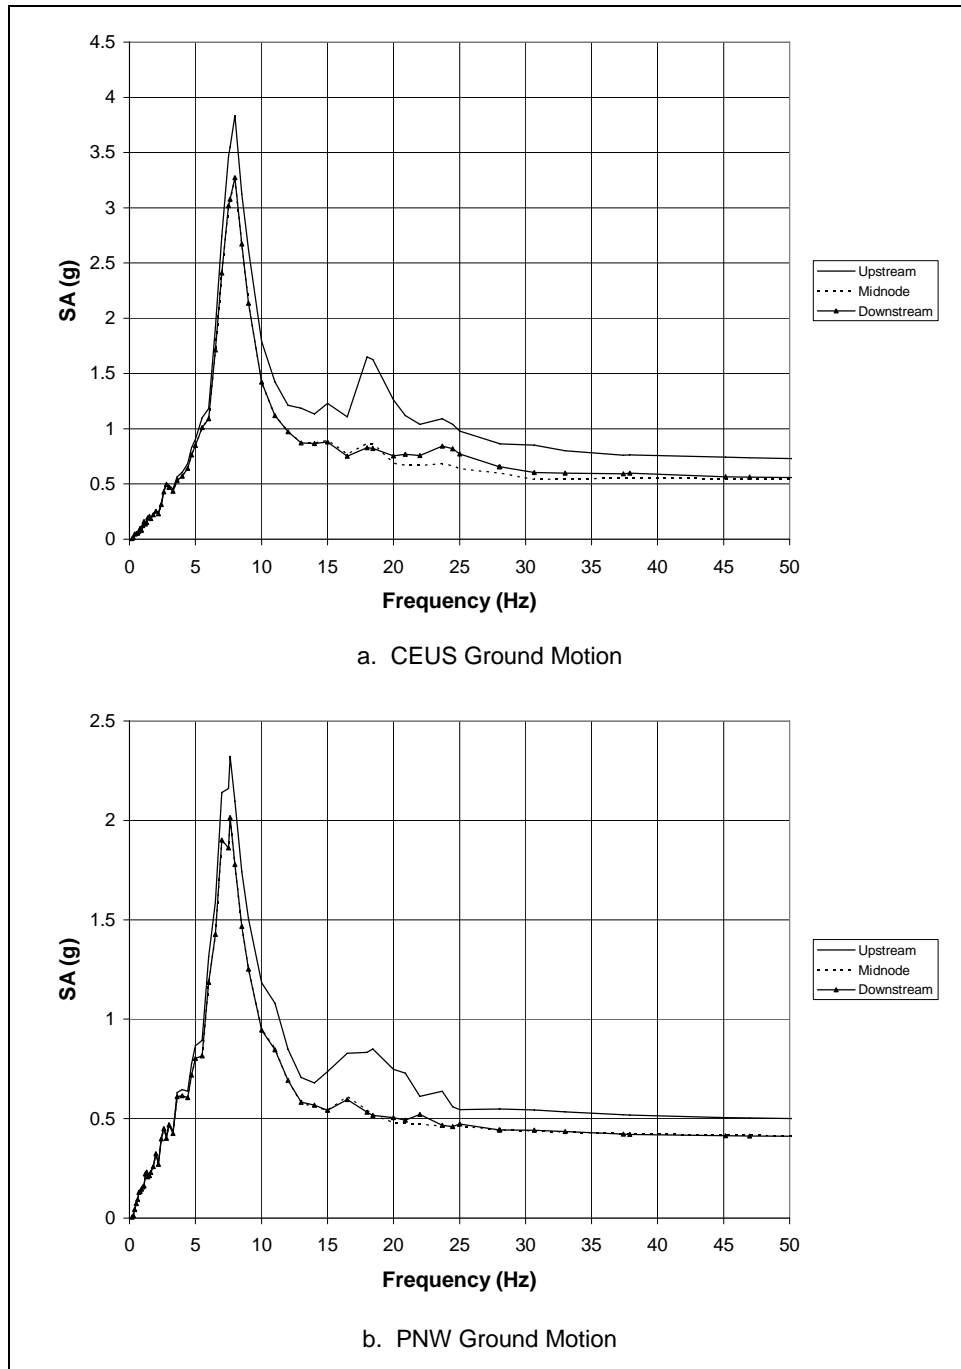 4.5
4
3.5
3
2.5
2
1.5
1
0.5
0
SA (g)
0 5 10 15 20 25 30 35 40 45 50
Frequency (Hz)
Upstream
Midnode
Downstream
a. CEUS Ground Motion
2.5
2
1.5
1
0.5
0
SA (g)
0 5 10 15 20 25 30 35 40 45 50
Frequency (Hz)
Upstream
Midnode
Downstream
b. PNW Ground Motion